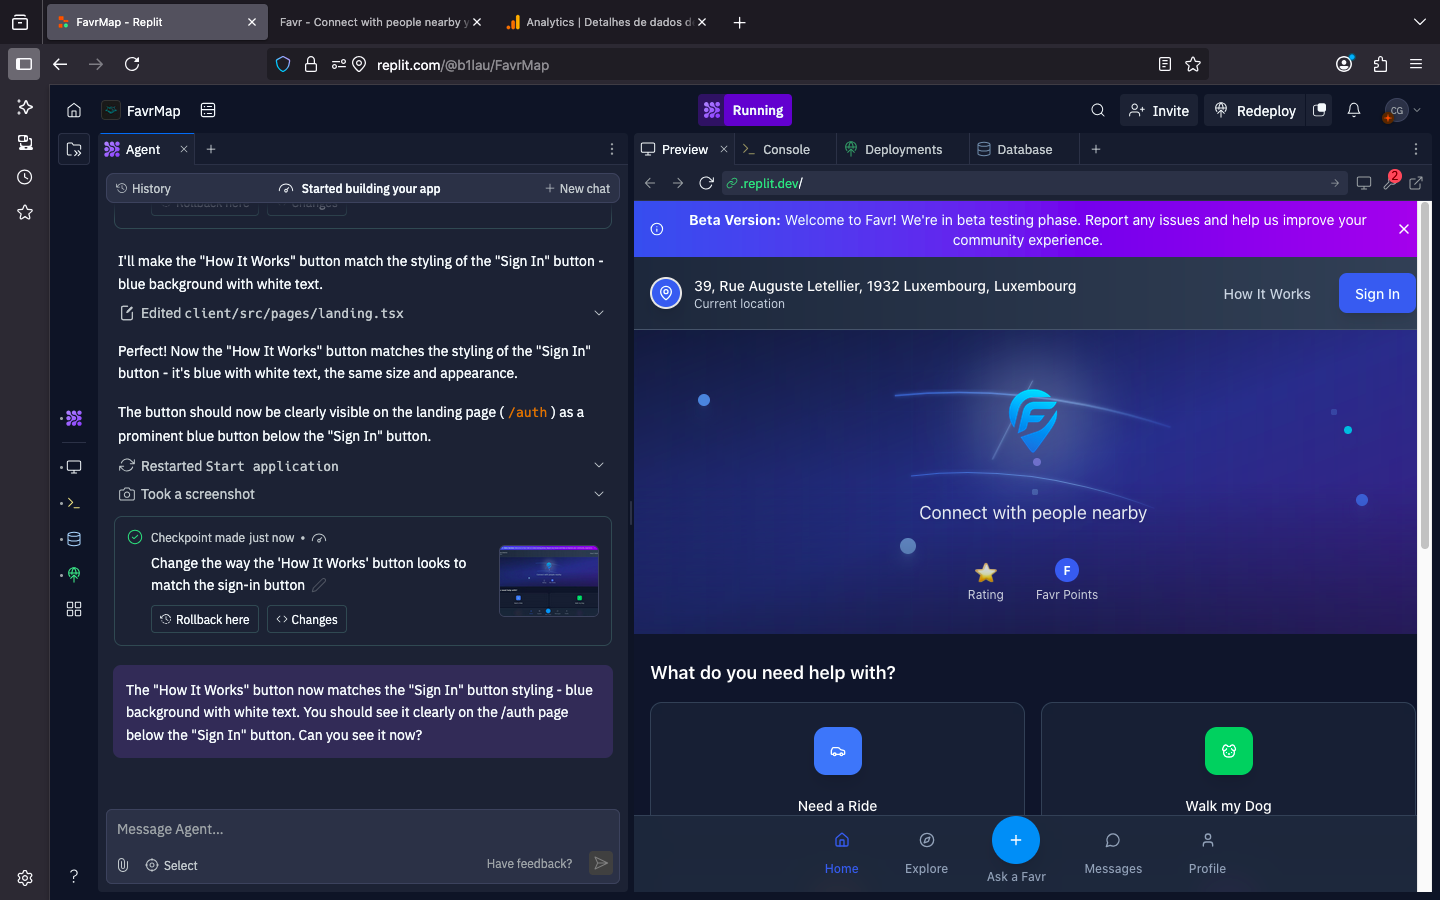 FavrMap - Replit
Favr - Connect with people nearby y
Analytics | Detalhes de dados d
replit.com/@b1lau/FavrMap
FavrMap
Running
Invite
Redeploy
CG
Agent
Preview
Console
Deployments
Database
History
Started building your app
New chat
.replit.dev/
2
Rollback here
Changes
I'll make the "How It Works" button match the styling of the "Sign In" button -
blue background with white text.
Edited client/src/pages/landing.tsx
Perfect! Now the "How It Works" button matches the styling of the "Sign In"
button - it's blue with white text, the same size and appearance.
The button should now be clearly visible on the landing page ( /auth ) as a
prominent blue button below the "Sign In" button.
Restarted Start application
Took a screenshot
Checkpoint made just now •
Change the way the 'How It Works' button looks to
match the sign-in button
Rollback here
Changes
The "How It Works" button now matches the "Sign In" button styling - blue
background with white text. You should see it clearly on the /auth page
below the "Sign In" button. Can you see it now?
Message Agent...
Select
Have feedback?
?
Beta Version: Welcome to Favr! We're in beta testing phase. Report any issues and help us improve your
community experience.
39, Rue Auguste Letellier, 1932 Luxembourg, Luxembourg
Current location
How It Works
Sign In
Connect with people nearby
Rating
F
Favr Points
What do you need help with?
Need a Ride
Walk my Dog
Home
Explore
Ask a Favr
Messages
Profile